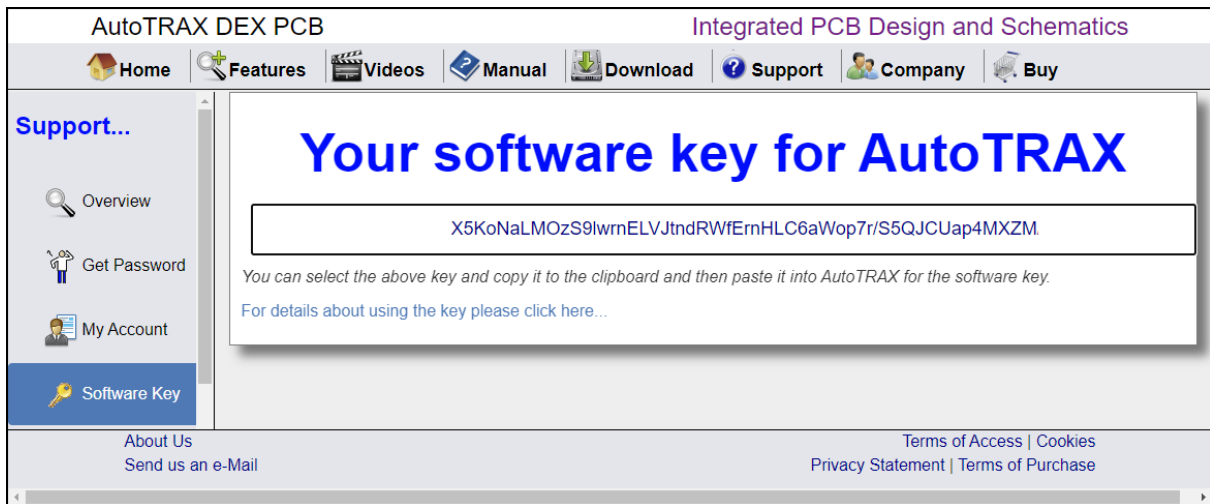 AutoTRAX DEX PCB
Integrated PCB Design and Schematics
Home Features Videos Manual Download Support Company Buy
Support...
Overview
Get Password
My Account
Software Key
Your software key for AutoTRAX
X5KoNaLMOzS9lwrnELVJtndRWfErnHLC6aWop7r/S5QJCUap4MXZM
You can select the above key and copy it to the clipboard and then paste it into AutoTRAX for the software key.
For details about using the key please click here...
About Us
Send us an e-Mail
Terms of Access | Cookies
Privacy Statement | Terms of Purchase